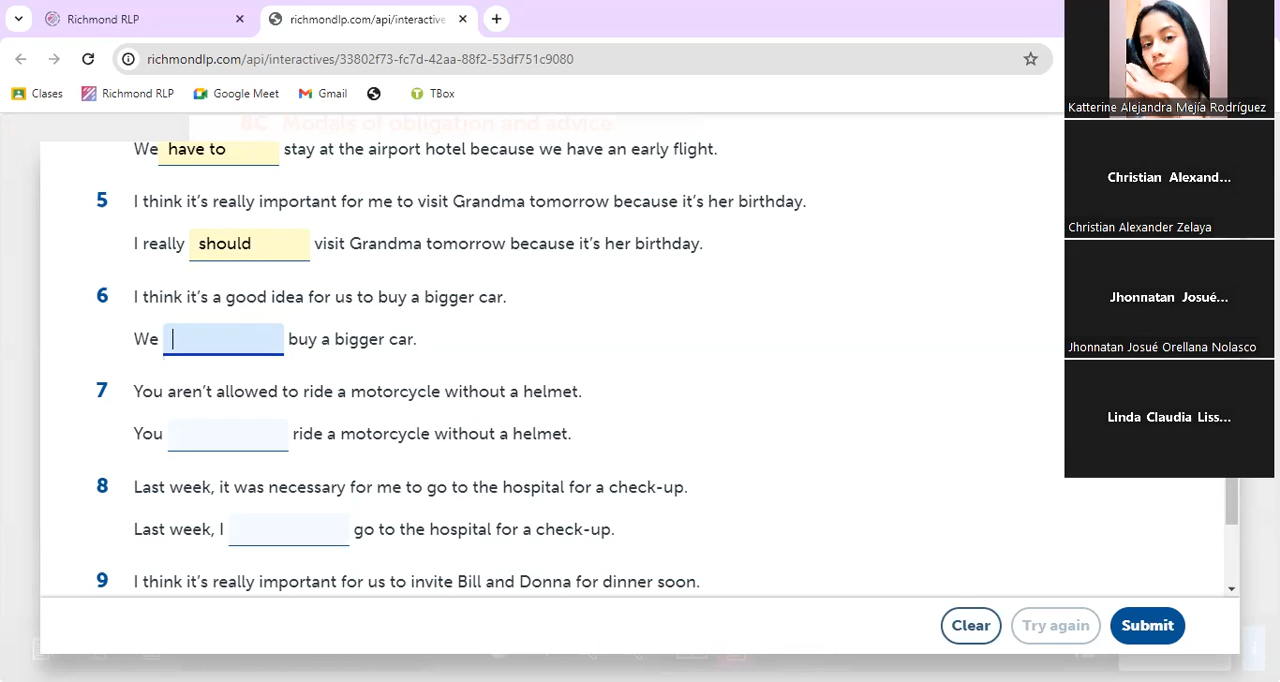 Richmond RLP
richmondlp.com/api/interactive
richmondlp.com/api/interactives/33802f73-fc7d-42aa-88f2-53df751c9080
Clases
Richmond RLP
Google Meet
Gmail
TBox
8C Modals of obligation and advice
We have to stay at the airport hotel because we have an early flight.
5 I think it's really important for me to visit Grandma tomorrow because it's her birthday.
I really should visit Grandma tomorrow because it's her birthday.
6 I think it's a good idea for us to buy a bigger car.
We buy a bigger car.
7 You aren't allowed to ride a motorcycle without a helmet.
You ride a motorcycle without a helmet.
8 Last week, it was necessary for me to go to the hospital for a check-up.
Last week, I go to the hospital for a check-up.
9 I think it's really important for us to invite Bill and Donna for dinner soon.
Clear
Try again
Submit
Katterine Alejandra Mejía Rodríguez
Christian Alexand...
Christian Alexander Zelaya
Jhonnatan Josué...
Jhonnatan Josué Orellana Nolasco
Linda Claudia Liss...